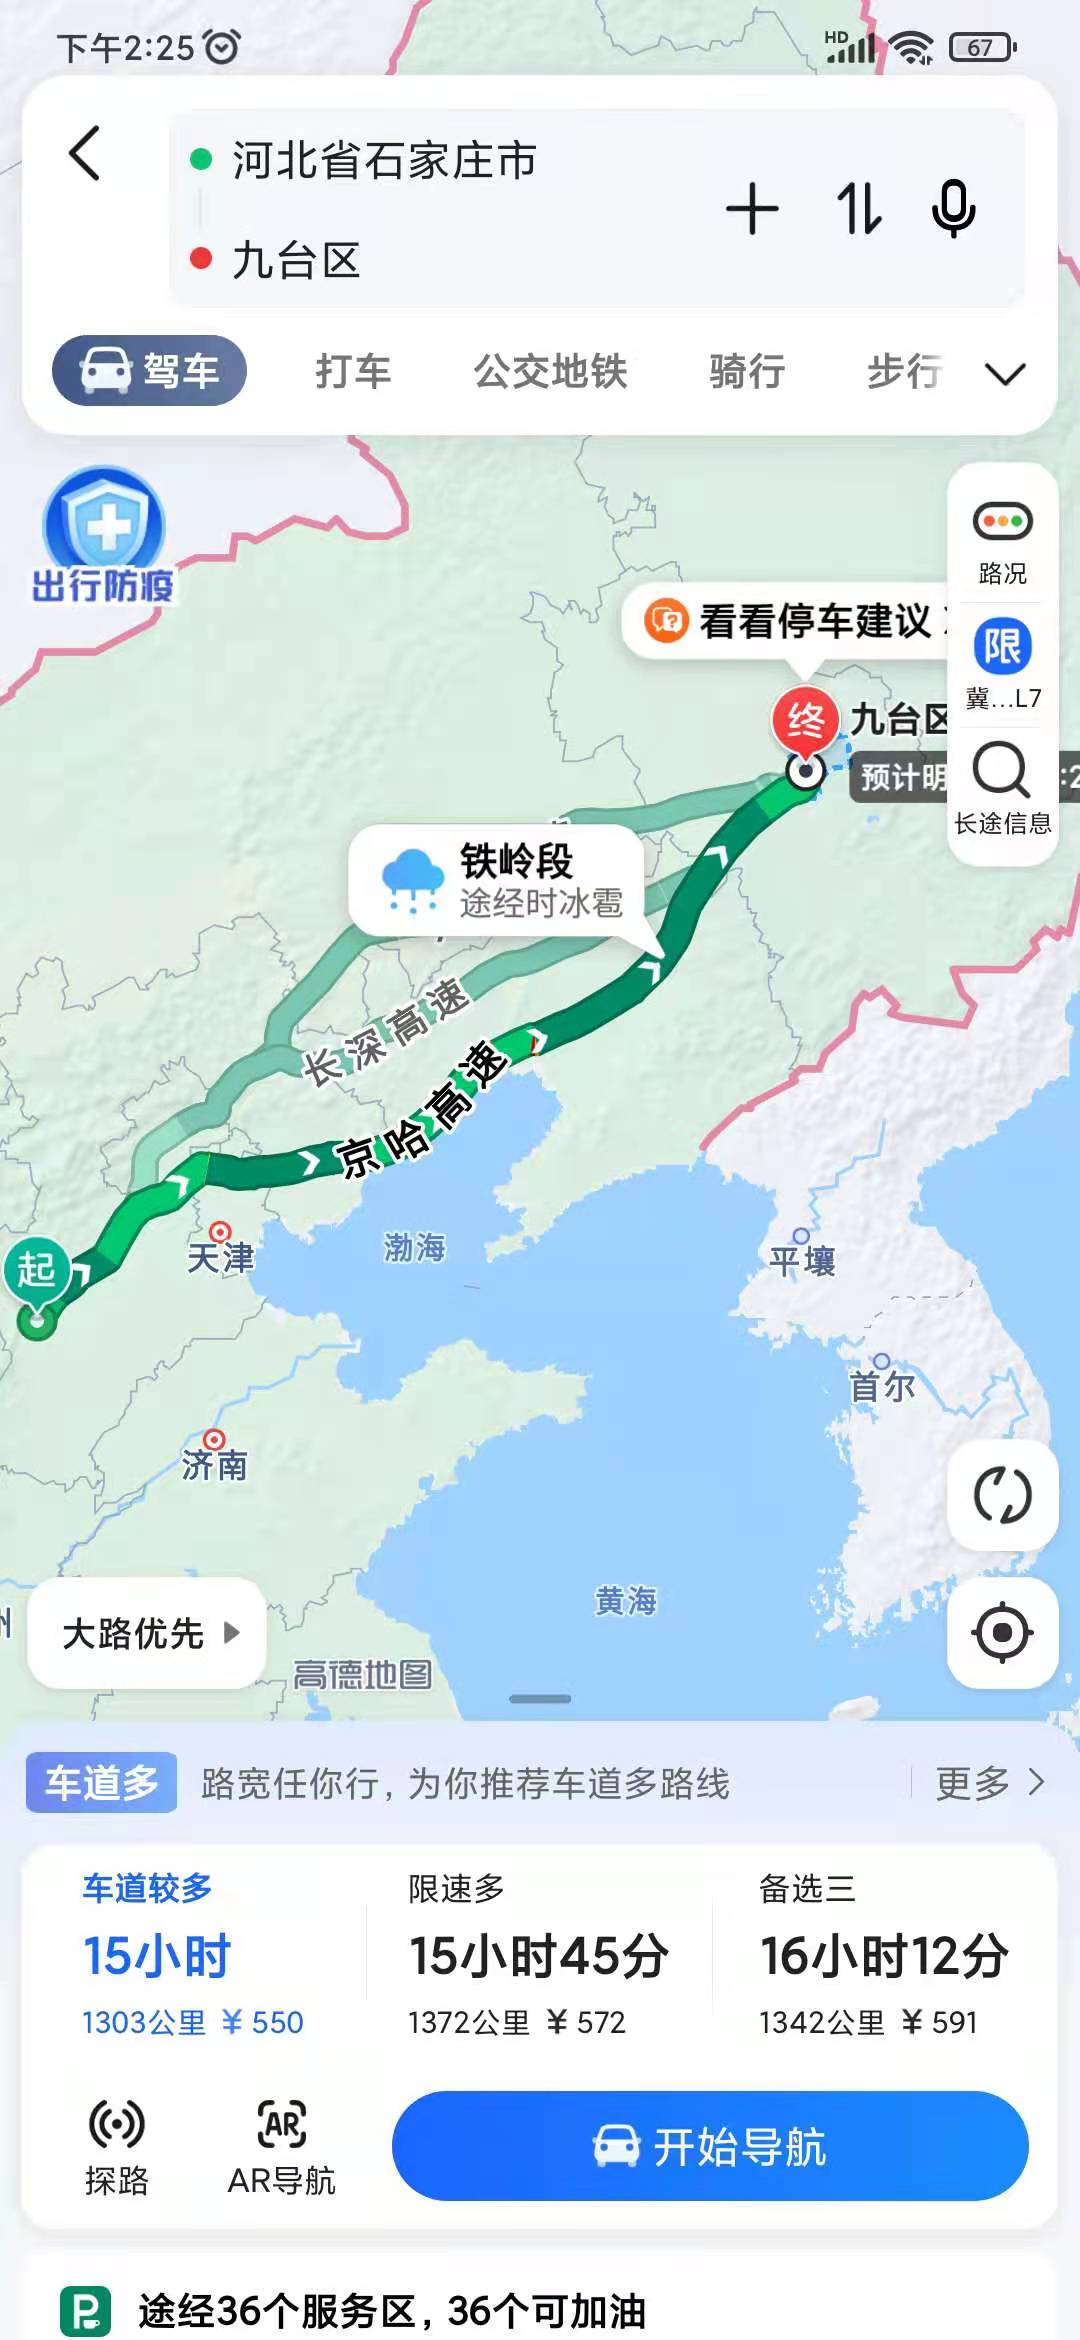 下午2:25
HD
67
河北省石家庄市
九台区
驾车
打车
公交地铁
骑行
步行
出行防疫
路况
限
冀...L7
长途信息
看看停车建议
终
九台区
预计明
:2
铁岭段
途经时冰雹
长深高速
京哈高速
起
天津
渤海
平壤
首尔
济南
黄海
州
大路优先
高德地图
车道多
路宽任你行，为你推荐车道多路线
更多
车道较多
限速多
备选三
15小时
15小时45分
16小时12分
1303公里 ¥ 550
1372公里 ¥ 572
1342公里 ¥ 591
AR
探路
AR导航
开始导航
P
途经36个服务区，36个可加油